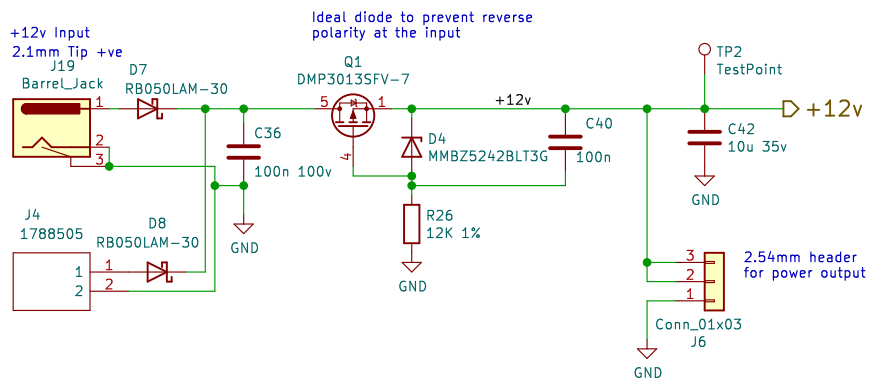 Ideal diode to prevent reverse
polarity at the input
+12v Input
2.1mm Tip +ve
J19
Barrel_Jack
1
2
3
D7
RB050LAM-30
C36
100n 100v
GND
Q1
DMP3013SFV-7
5
1
4
+12v
D4
MMBZ5242BLT3G
C40
100n
R26
12K 1%
GND
TP2
TestPoint
+12v
C42
10u 35v
GND
J4
1788505
1
2
1
2
D8
RB050LAM-30
2.54mm header
for power output
3
2
1
Conn_01x03
J6
GND